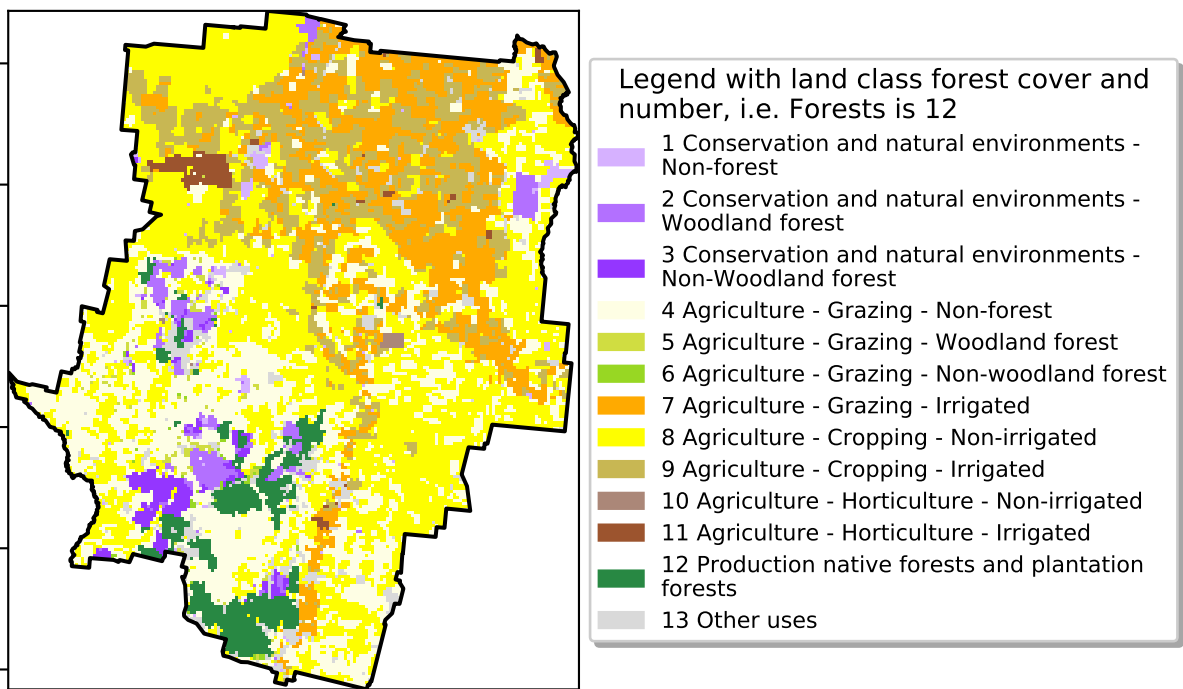 Legend with land class forest cover and
number, i.e. Forests is 12
1 Conservation and natural environments -
Non-forest
2 Conservation and natural environments -
Woodland forest
3 Conservation and natural environments -
Non-Woodland forest
4 Agriculture - Grazing - Non-forest
5 Agriculture - Grazing - Woodland forest
6 Agriculture - Grazing - Non-woodland forest
7 Agriculture - Grazing - Irrigated
8 Agriculture - Cropping - Non-irrigated
9 Agriculture - Cropping - Irrigated
10 Agriculture - Horticulture - Non-irrigated
11 Agriculture - Horticulture - Irrigated
12 Production native forests and plantation
forests
13 Other uses